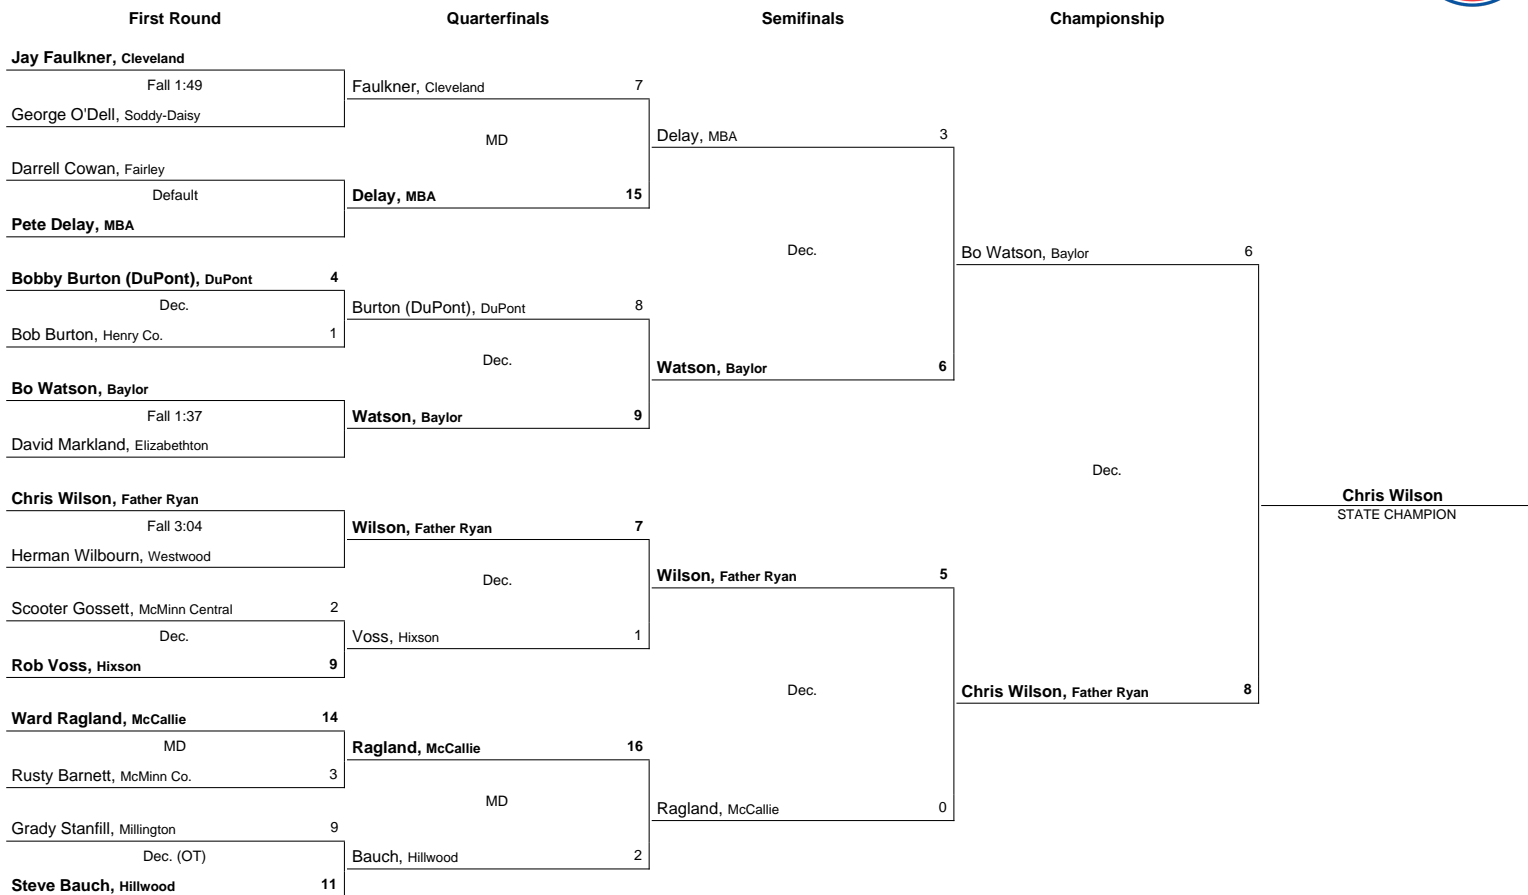 First Round Quarterfinals Semifinals Championship
Jay Faulkner, Cleveland
Fall 1:49
George O'Dell, Soddy-Daisy
Darrell Cowan, Fairley
Default
Pete Delay, MBA
Bobby Burton (DuPont), DuPont 4
Dec.
Bob Burton, Henry Co. 1
Bo Watson, Baylor
Fall 1:37
David Markland, Elizabethton
Chris Wilson, Father Ryan
Fall 3:04
Herman Wilbourn, Westwood
Scooter Gossett, McMinn Central 2
Dec.
Rob Voss, Hixson 9
Ward Ragland, McCallie 14
MD
Rusty Barnett, McMinn Co. 3
Grady Stanfill, Millington 9
Dec. (OT)
Steve Bauch, Hillwood 11
Faulkner, Cleveland 7
MD
Delay, MBA 15
Burton (DuPont), DuPont 8
Dec.
Watson, Baylor 9
Wilson, Father Ryan 7
Dec.
Voss, Hixson 1
Ragland, McCallie 16
MD
Bauch, Hillwood 2
Delay, MBA 3
Dec.
Watson, Baylor 6
Wilson, Father Ryan 5
Dec.
Ragland, McCallie 0
Bo Watson, Baylor 6
Dec.
Chris Wilson, Father Ryan 8
Chris Wilson
STATE CHAMPION